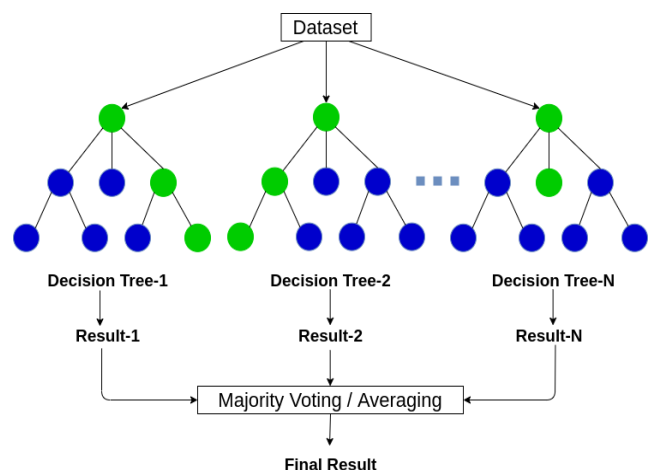 Dataset
Decision Tree-1
Decision Tree-2
Decision Tree-N
Result-1
Result-2
Result-N
Majority Voting / Averaging
Final Result